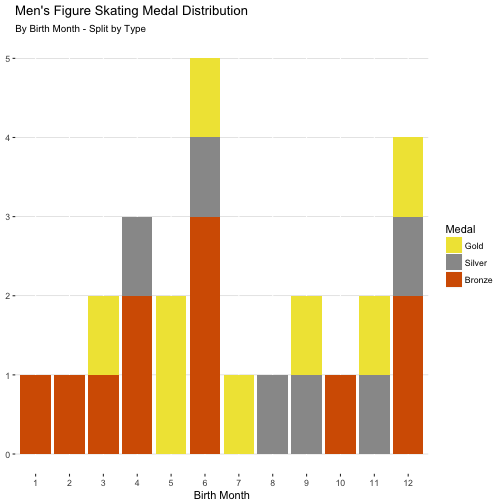 Men's Figure Skating Medal Distribution
By Birth Month - Split by Type
5
4
3
2
1
0
1 2 3 4 5 6 7 8 9 10 11 12
Birth Month
Medal
Gold
Silver
Bronze